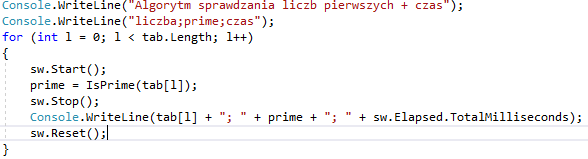 Console.WriteLine("Algorytm sprawdzania liczb pierwszych + czas");
Console.WriteLine("liczba;prime;czas");
for (int l = 0; l < tab.Length; l++)
{
sw.Start();
prime = IsPrime(tab[l]);
sw.Stop();
Console.WriteLine(tab[l] + "; " + prime + "; " + sw.Elapsed.TotalMilliseconds);
sw.Reset();
}